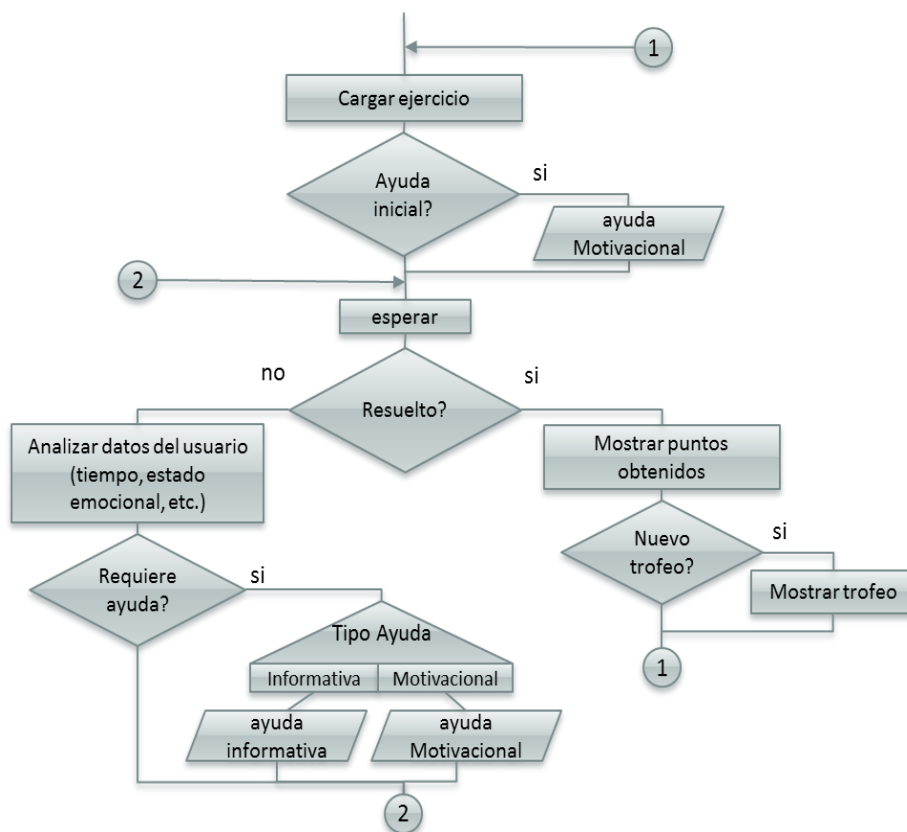 1
Cargar ejercicio
Ayuda
inicial?
si
ayuda
Motivacional
2
esperar
no
Resuelto?
si
Analizar datos del usuario
(tiempo, estado
emocional, etc.)
Mostrar puntos
obtenidos
Requiere
ayuda?
si
Tipo Ayuda
Informativa
Motivacional
ayuda
informativa
ayuda
Motivacional
2
Nuevo
trofeo?
si
Mostrar trofeo
1